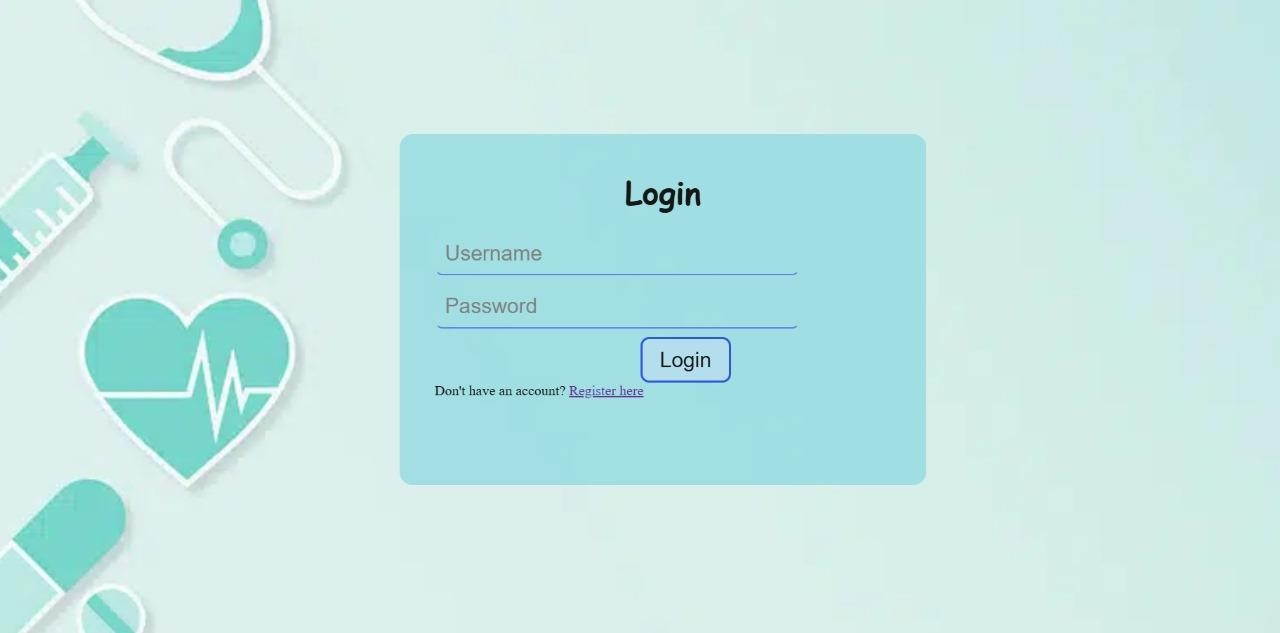 Login
Username
Password
Login
Don't have an account? Register here